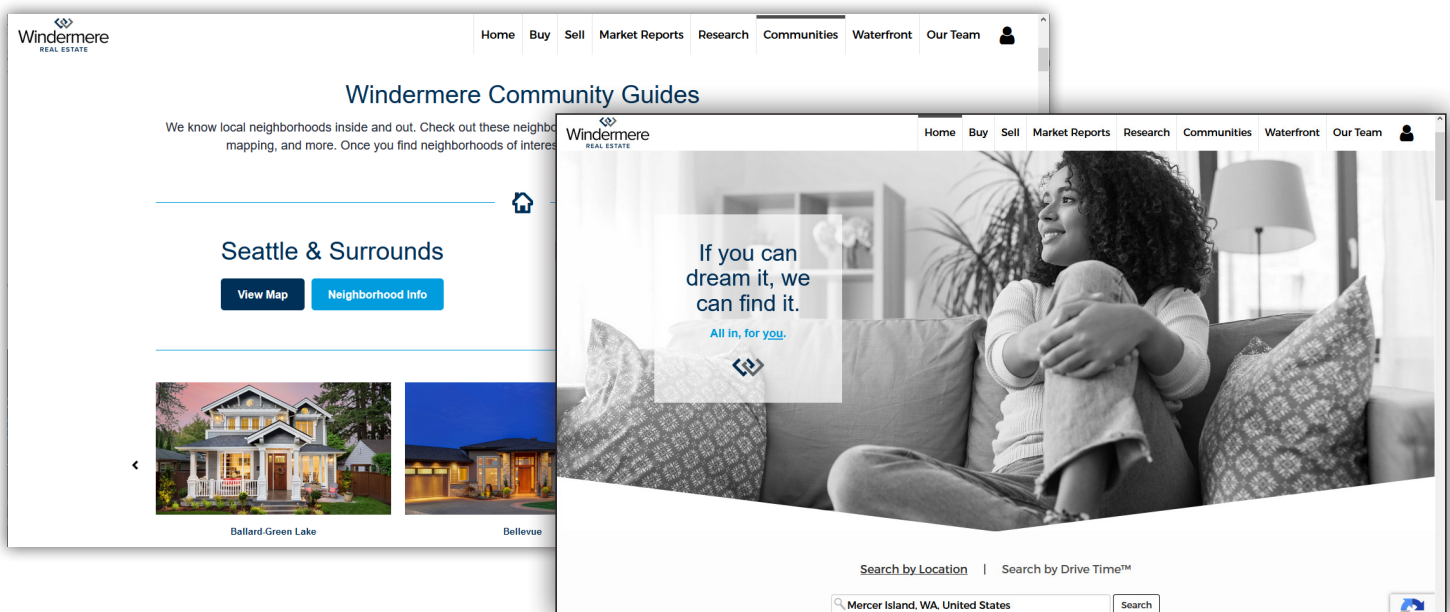 Windermere
REAL ESTATE
Home Buy Sell Market Reports Research Communities Waterfront Our Team
Windermere Community Guides
We know local neighborhoods inside and out. Check out these
mapping, and more. Once you find neighborhoods of
Seattle & Surrounds
View Map Neighborhood Info
Ballard-Green Lake Bellevue
Windermere
REAL ESTATE
Home Buy Sell Market Reports Research Communities Waterfront Our Team
If you can
dream it, we
can find it.
All in, for you.
Search by Location | Search by Drive Time™
Mercer Island, WA, United States Search